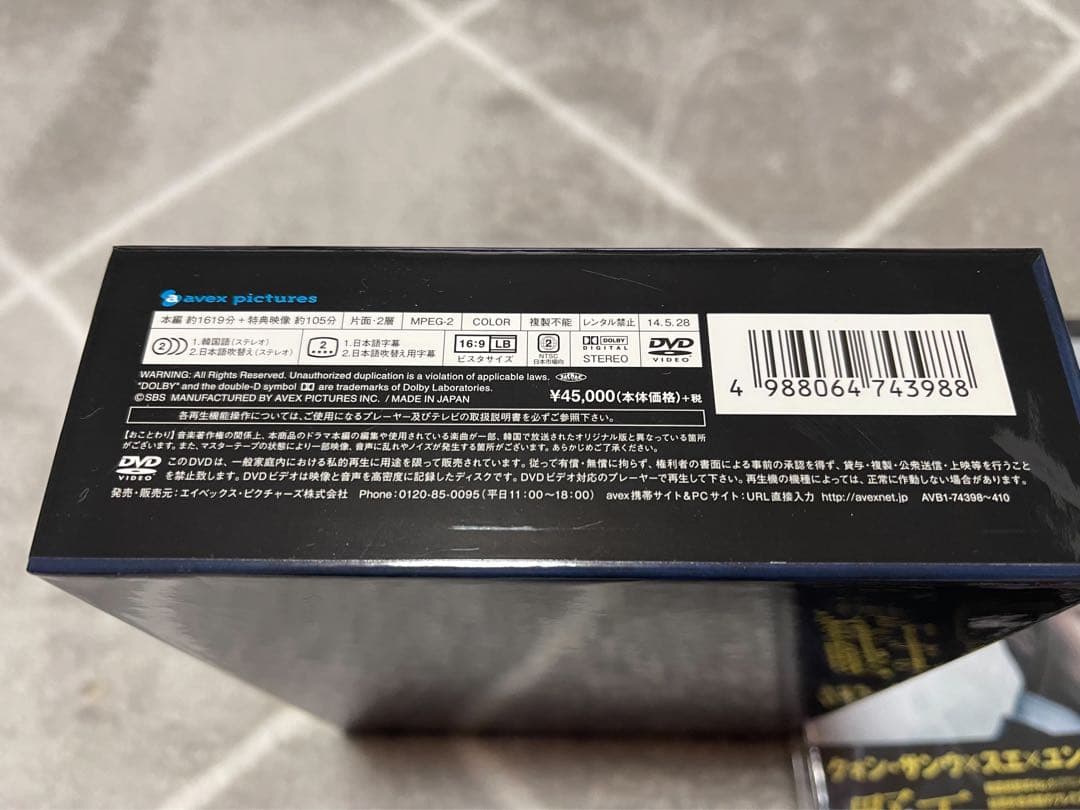 avex pictures
本編 約1619分+特典映像 約105分 片面・2層 MPEG-2 COLOR 複製不能 レンタル禁止 14.5.28
2 1.韓国語(ステレオ) 2.日本語吹替え(ステレオ)
2 1.日本語字幕 2.日本語吹替え用字幕
16:9 LB ビスタサイズ
2 NTSC 日本市場向
DOLBY DIGITAL STEREO
DVD VIDEO
WARNING: All Rights Reserved. Unauthorized duplication is a violation of applicable laws.
"DOLBY" and the double-D symbol are trademarks of Dolby Laboratories.
©SBS MANUFACTURED BY AVEX PICTURES INC. / MADE IN JAPAN
¥45,000(本体価格)+税
4 988064 743988
各再生機能操作については、ご使用になるプレーヤー及びテレビの取扱説明書を必ずご参照下さい。
【おことわり】音楽著作権の関係上、本商品のドラマ本編の編集や使用されている楽曲が一部、韓国で放送されたオリジナル版と異なっている箇所
がございます。また、マスターテープの状態により一部映像、音声に乱れやノイズが発生する箇所がございます。あらかじめご了承ください。
DVD VIDEO
このDVDは、一般家庭内における私的再生に用途を限って販売されています。従って有償・無償に拘らず、権利者の書面による事前の承認を得ず、貸与・複製・公衆送信・上映等を行うこと
を禁止致します。DVDビデオは映像と音声を高密度に記録したディスクです。DVDビデオ対応のプレーヤーで再生して下さい。再生機の機種によっては、正常に作動しない場合があります。
発売・販売元:エイベックス・ピクチャーズ株式会社 Phone:0120-85-0095(平日11:00~18:00) avex携帯サイト&PCサイト:URL直接入力 http://avexnet.jp AVB1-74398~410
クォン・サンウ×スエ×ユン